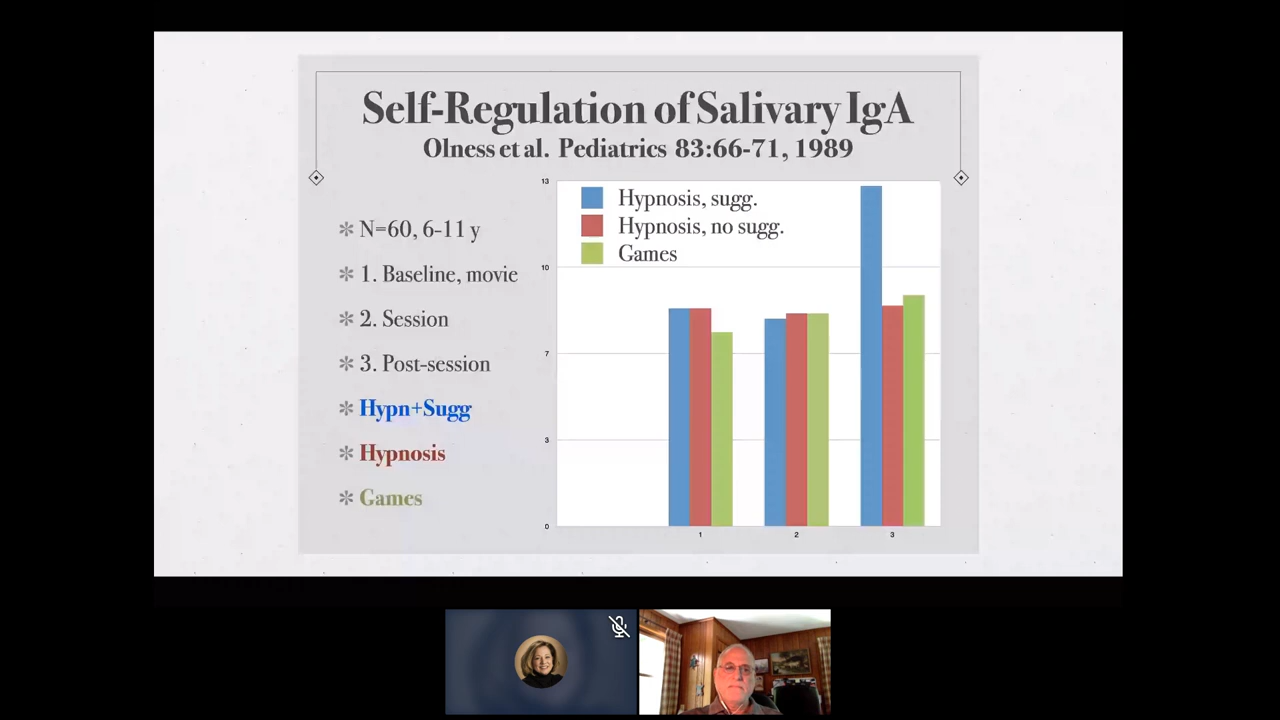 Self-Regulation of Salivary IgA
Olness et al. Pediatrics 83:66-71, 1989
N=60, 6-11 y
1. Baseline, movie
2. Session
3. Post-session
Hypn+Sugg
Hypnosis
Games
Hypnosis, sugg.
Hypnosis, no sugg.
Games
13
10
7
3
0
1 2 3